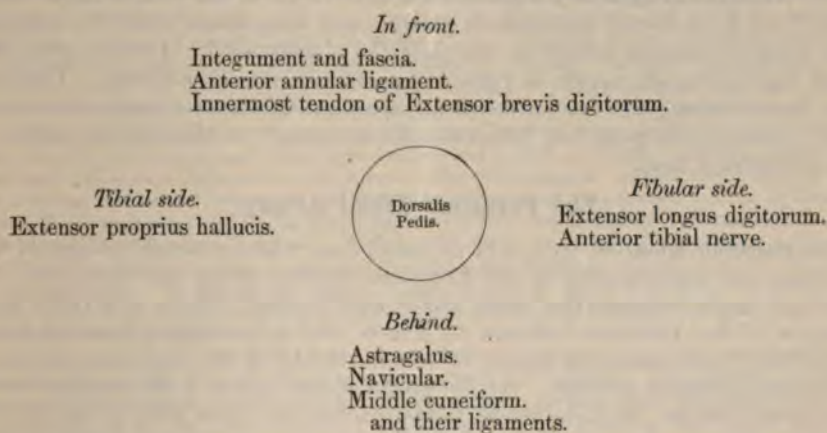 In front.
Integument and fascia.
Anterior annular ligament.
Innermost tendon of Extensor brevis digitorum.
Tibial side.
Extensor proprius hallucis.
Dorsalis
Pedis.
Fibular side.
Extensor longus digitorum.
Anterior tibial nerve.
Behind.
Astragalus.
Navicular.
Middle cuneiform.
and their ligaments.